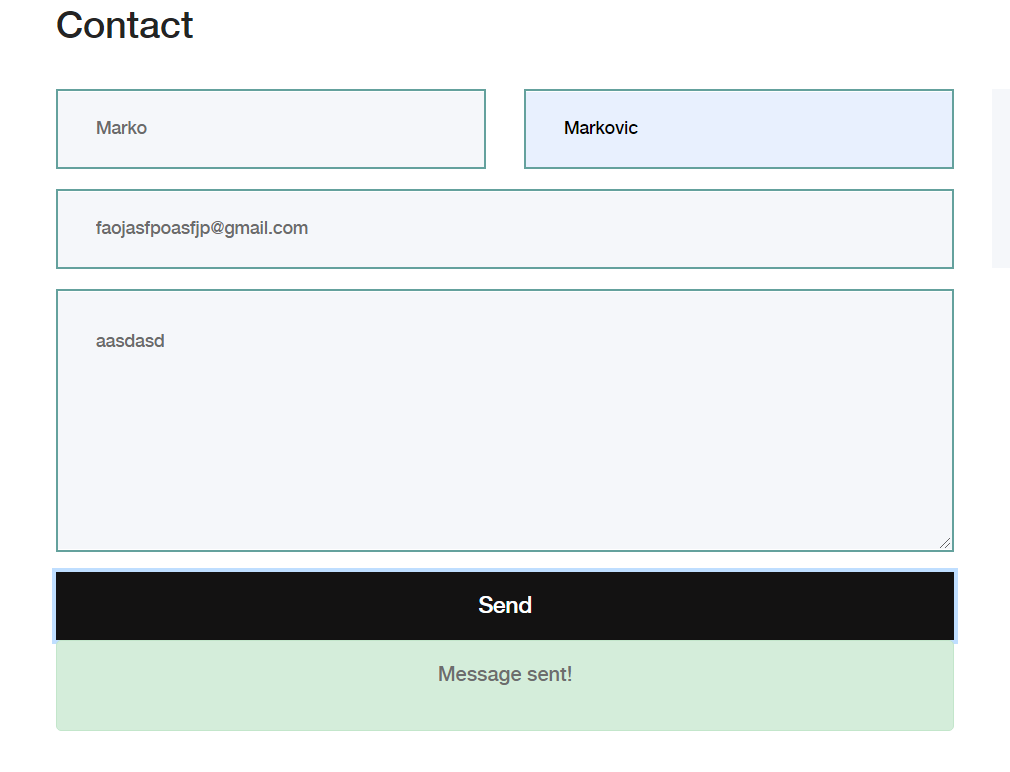 Contact
Marko
Markovic
faojasfpoasfjp@gmail.com
aasdasd
Send
Message sent!